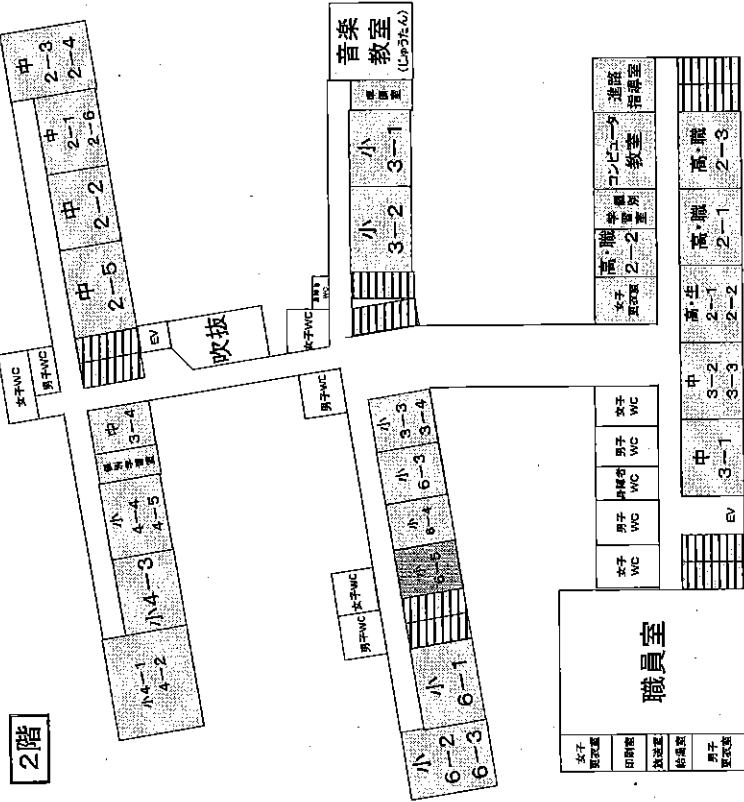 2階
中
2-3
2-4
中
2-1
2-6
中
2-2
中
2-5
女子WC
男子WC
EV
吹抜
中
3-4
小
4-4
4-5
小4-3
小4-1
4-2
音楽
教室
(じゅうたん)
小
3-1
小
3-2
女子WC
男子WC
小
3-3
3-4
小
6-3
小
6-4
小
6-5
女子WC
男子WC
小
6-1
小
6-2
6-3
進路
指導室
コンピュータ
教室
高・職
2-2
女子
更衣室
高・職
2-3
高・職
2-1
高・生
2-1
2-2
中
3-2
3-3
中
3-1
EV
女子
WC
男子
WC
身障者
WC
男子
WC
女子
WC
職員室
女子
更衣室
印刷室
放送室
給湯室
男子
更衣室